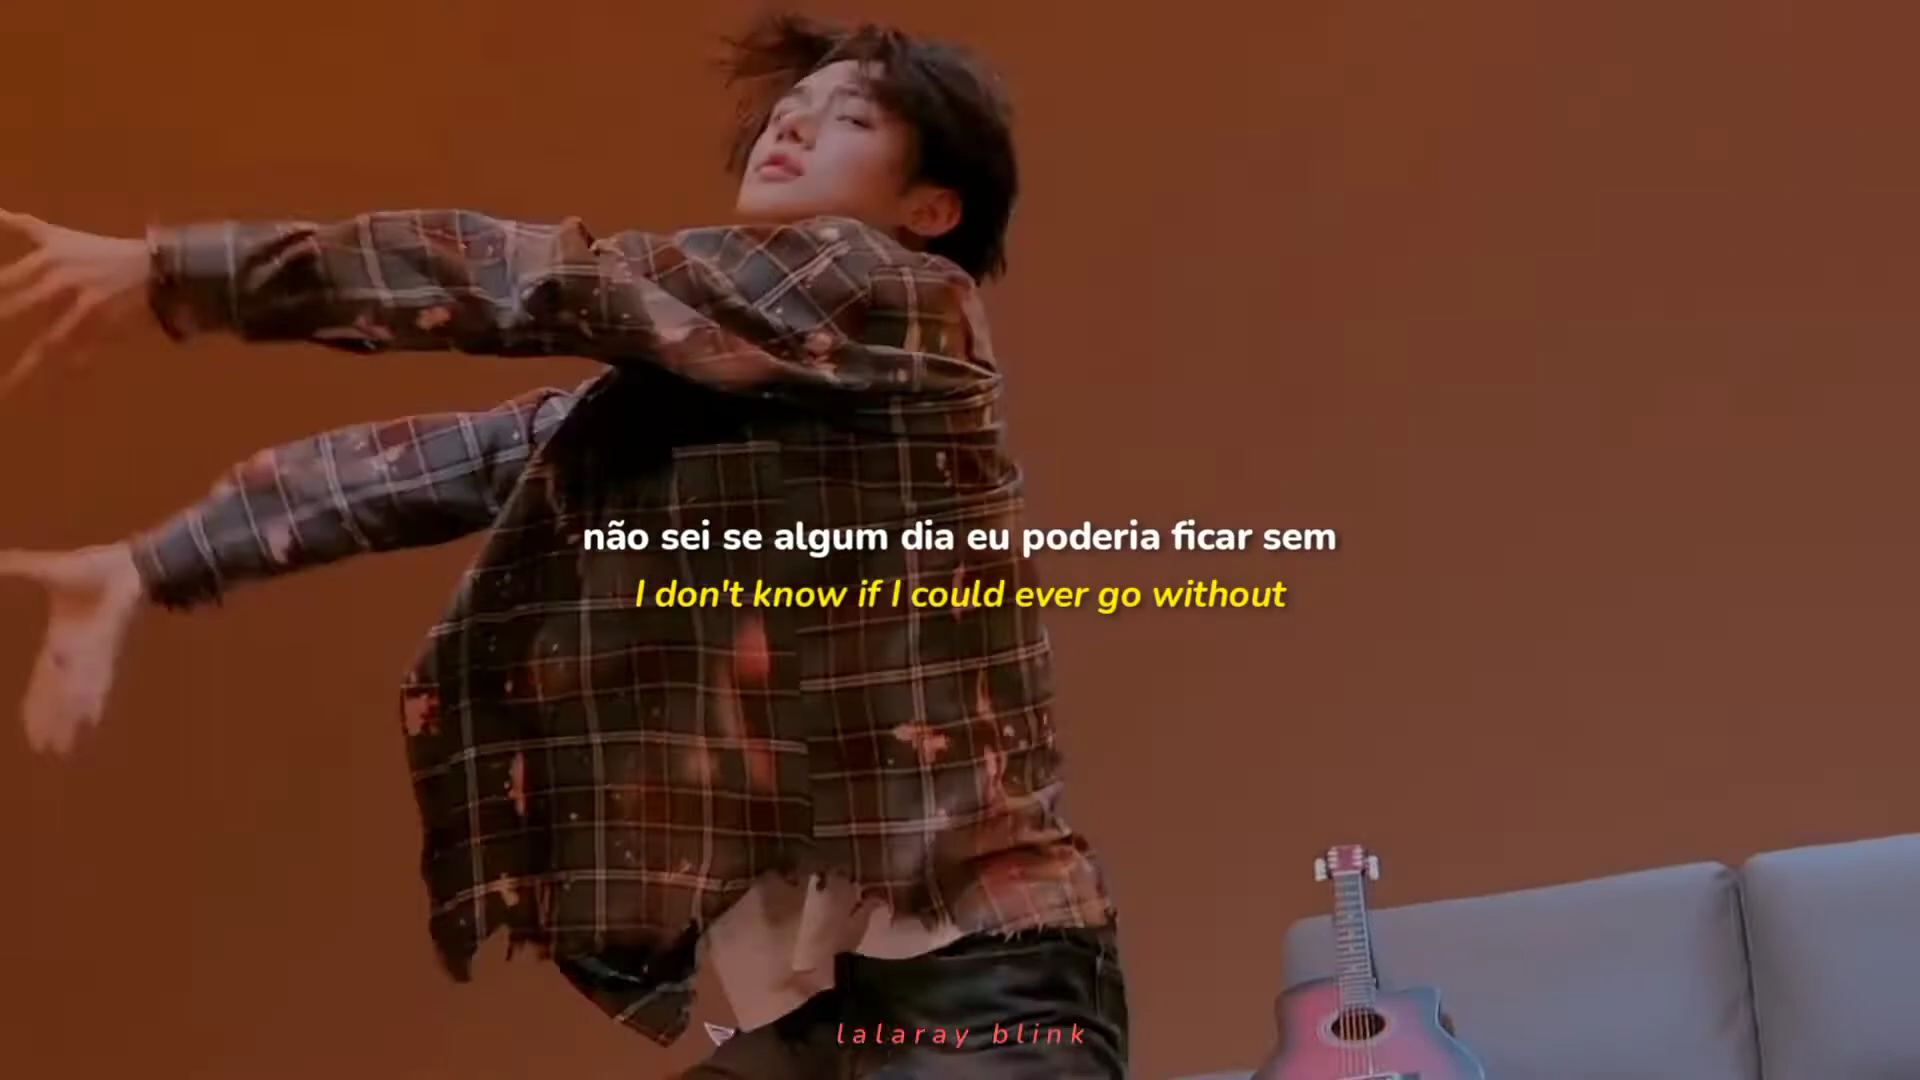 não sei se algum dia eu poderia ficar sem
I don't know if I could ever go without
lalaray blink